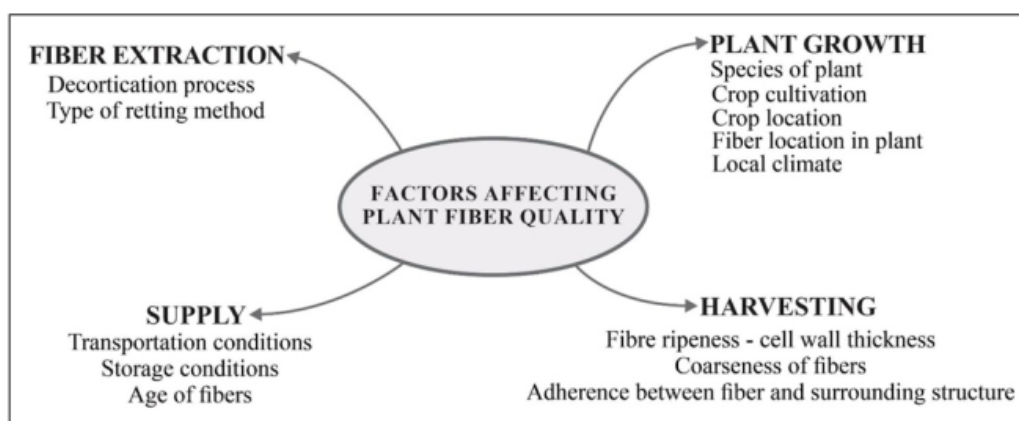 FIBER EXTRACTION
Decortication process
Type of retting method
PLANT GROWTH
Species of plant
Crop cultivation
Crop location
Fiber location in plant
Local climate
FACTORS AFFECTING
PLANT FIBER QUALITY
SUPPLY
Transportation conditions
Storage conditions
Age of fibers
HARVESTING
Fibre ripeness - cell wall thickness
Coarseness of fibers
Adherence between fiber and surrounding structure